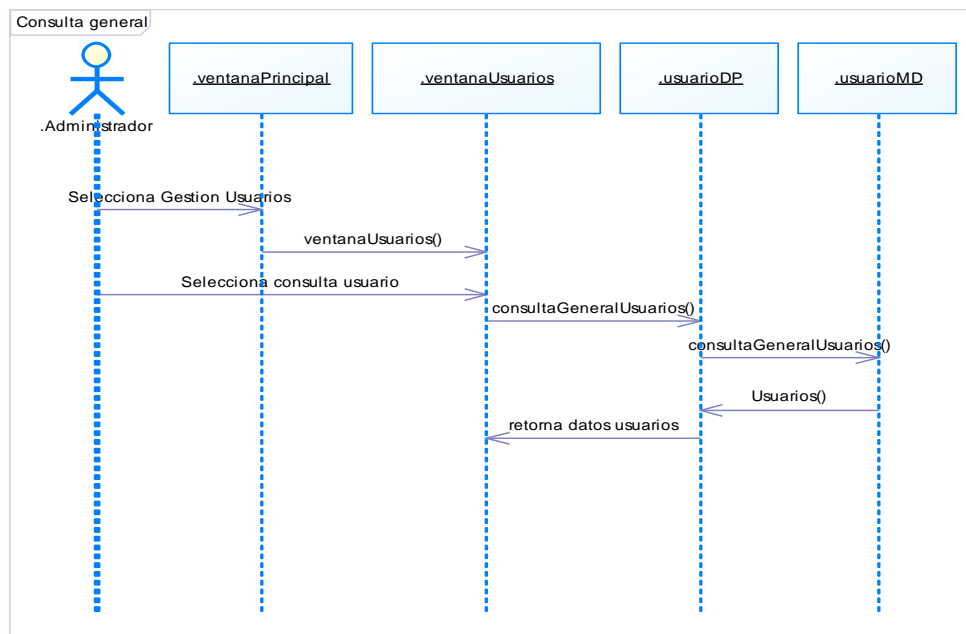 Consulta general
.ventanaPrincipal
.ventanaUsuarios
.usuarioDP
.usuarioMD
.Administrador
Selecciona Gestion Usuarios
ventanaUsuarios()
Selecciona consulta usuario
consultaGeneralUsuarios()
consultaGeneralUsuarios()
Usuarios()
retorna datos usuarios